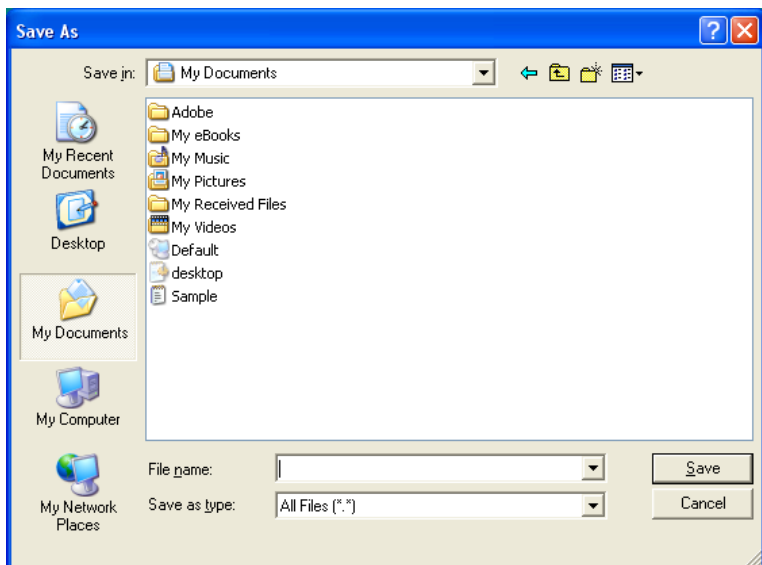 Save As
Save in: My Documents
My Recent
Documents
Desktop
My Documents
My Computer
My Network
Places
Adobe
My eBooks
My Music
My Pictures
My Received Files
My Videos
Default
desktop
Sample
File name:
Save
Save as type: All Files (*.*)
Cancel